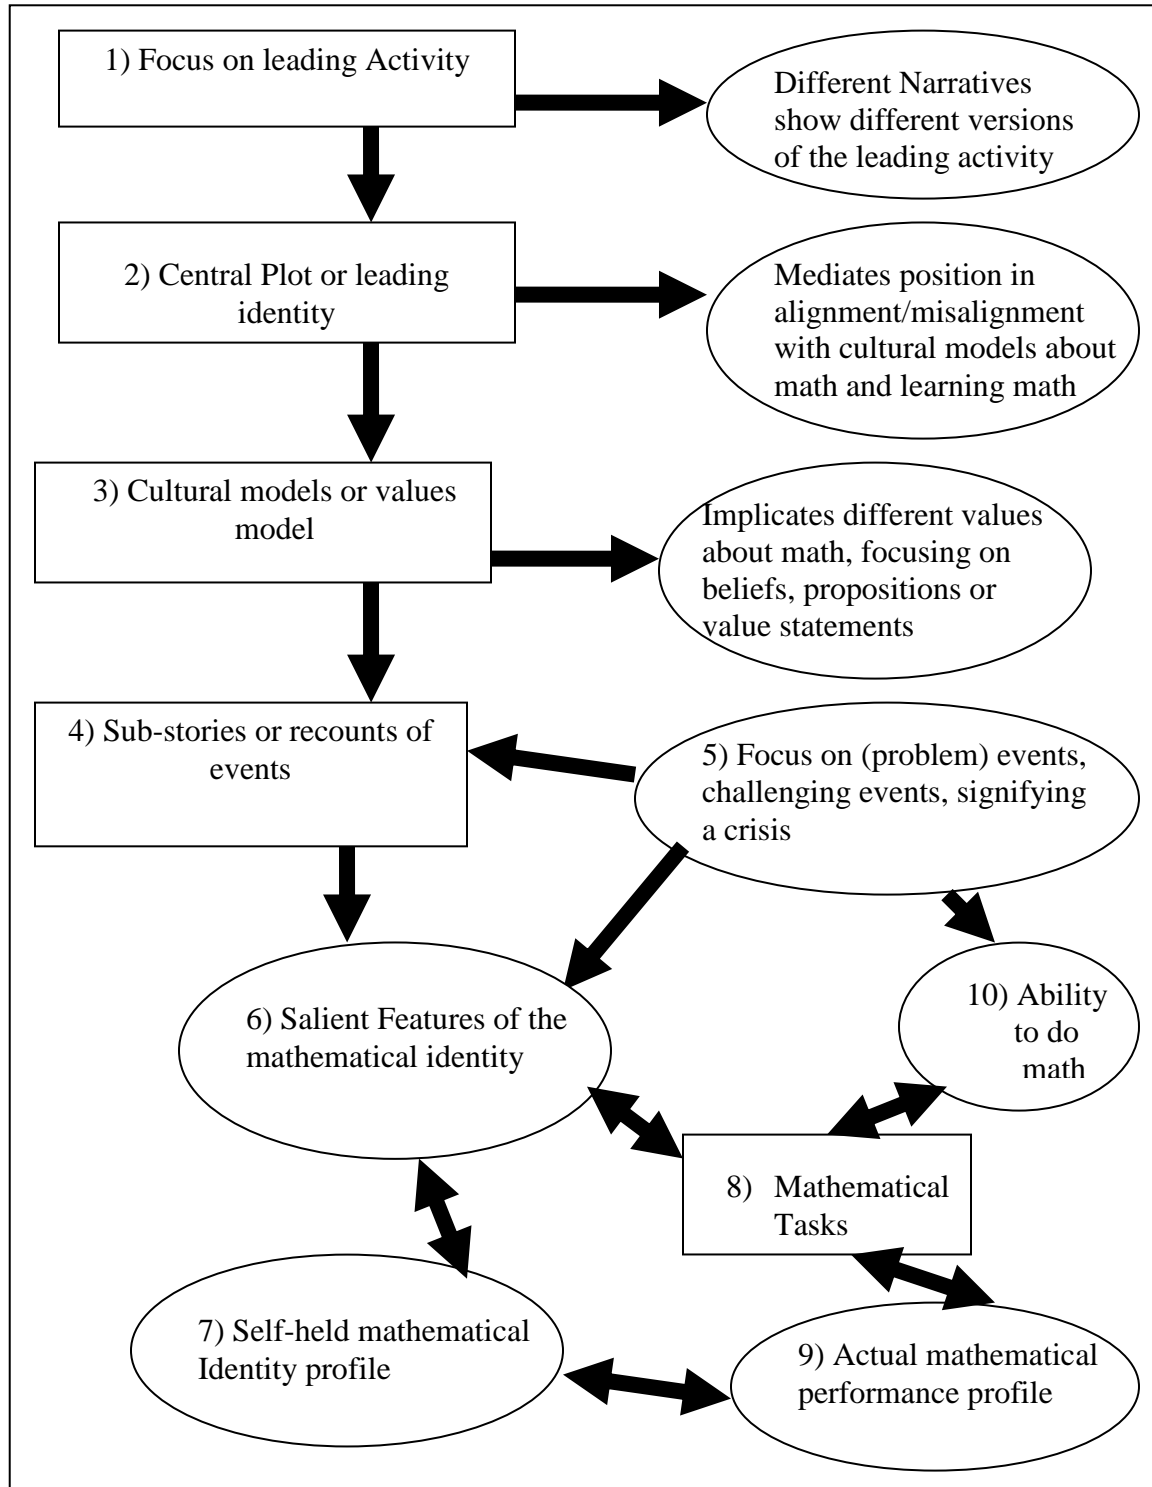 1) Focus on leading Activity
Different Narratives
show different versions
of the leading activity
2) Central Plot or leading
identity
Mediates position in
alignment/misalignment
with cultural models about
math and learning math
3) Cultural models or values
model
Implicates different values
about math, focusing on
beliefs, propositions or
value statements
4) Sub-stories or recounts of
events
5) Focus on (problem) events,
challenging events, signifying
a crisis
6) Salient Features of the
mathematical identity
10) Ability
to do
math
8) Mathematical
Tasks
7) Self-held mathematical
Identity profile
9) Actual mathematical
performance profile